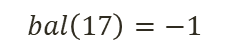 bal(17) = −1